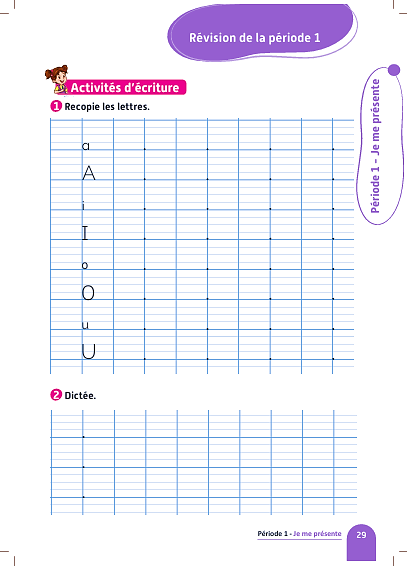 Révision de la période 1
Activités d'écriture
1 Recopie les lettres.
a
A
i
I
o
O
u
U
Période 1 - Je me présente
2 Dictée.
Période 1 - Je me présente
29